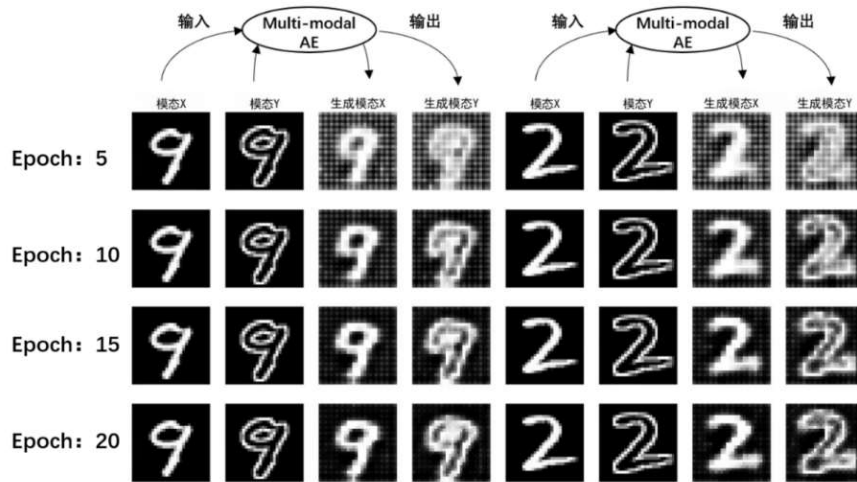 输入 Multi-modal AE 输出 输入 Multi-modal AE 输出
模态X 模态Y 生成模态X 生成模态Y 模态X 模态Y 生成模态X 生成模态Y
Epoch: 5
Epoch: 10
Epoch: 15
Epoch: 20